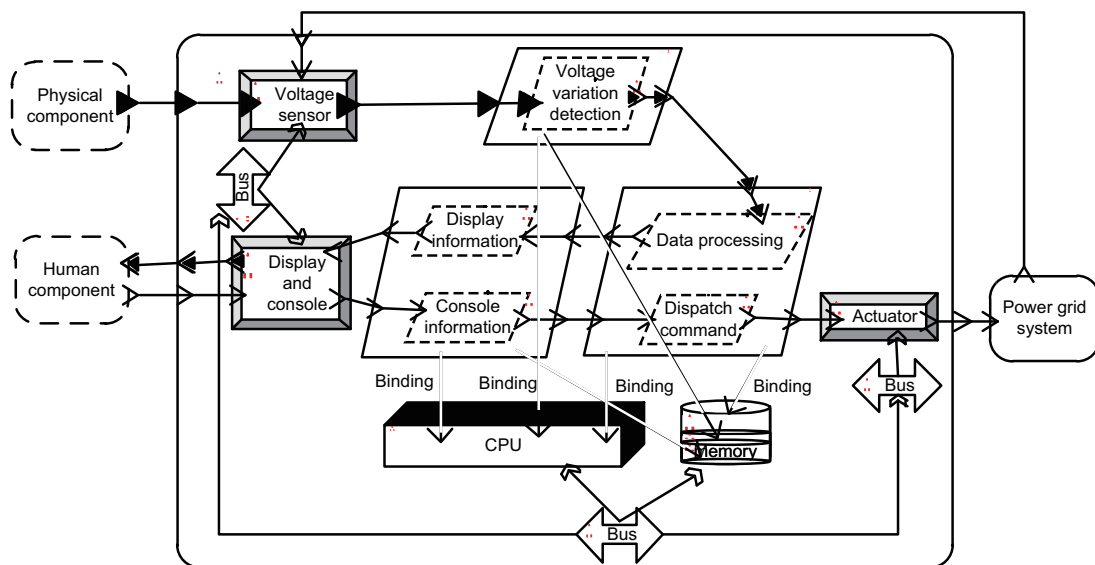 Physical
component
Voltage
sensor
Voltage
variation
detection
Bus
Display
information
Data processing
Human
component
Display
and
console
Console
information
Dispatch
command
Actuator
Power grid
system
Binding
Binding
Binding
Binding
Bus
CPU
Memory
Bus